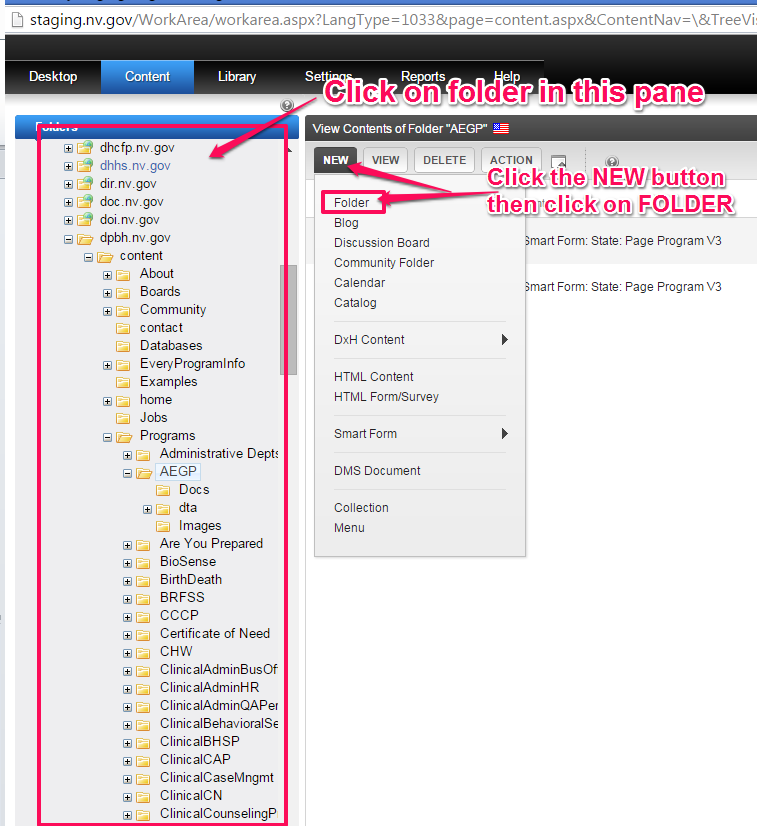 staging.nv.gov/WorkArea/workarea.aspx?LangType=1033&page=content.aspx&ContentNav=\&TreeVis
Desktop Content Library Settings Reports Help
Click on folder in this pane
Folders
dhcfp.nv.gov
dhhs.nv.gov
dir.nv.gov
doc.nv.gov
doi.nv.gov
dpbh.nv.gov
content
About
Boards
Community
contact
Databases
EveryProgramInfo
Examples
home
Jobs
Programs
Administrative Depts
AEGP
Docs
dta
Images
Are You Prepared
BioSense
BirthDeath
BRFSS
CCCP
Certificate of Need
CHW
ClinicalAdminBusOf
ClinicalAdminHR
ClinicalAdminQAPer
ClinicalBehavioralSe
ClinicalBHSP
ClinicalCAP
ClinicalCaseMngmt
ClinicalCN
ClinicalCounselingP
View Contents of Folder "AEGP"
NEW VIEW DELETE ACTION
Click the NEW button
then click on FOLDER
Folder
Blog
Discussion Board
Community Folder
Calendar
Catalog
DxH Content
HTML Content
HTML Form/Survey
Smart Form
DMS Document
Collection
Menu
Smart Form: State: Page Program V3
Smart Form: State: Page Program V3